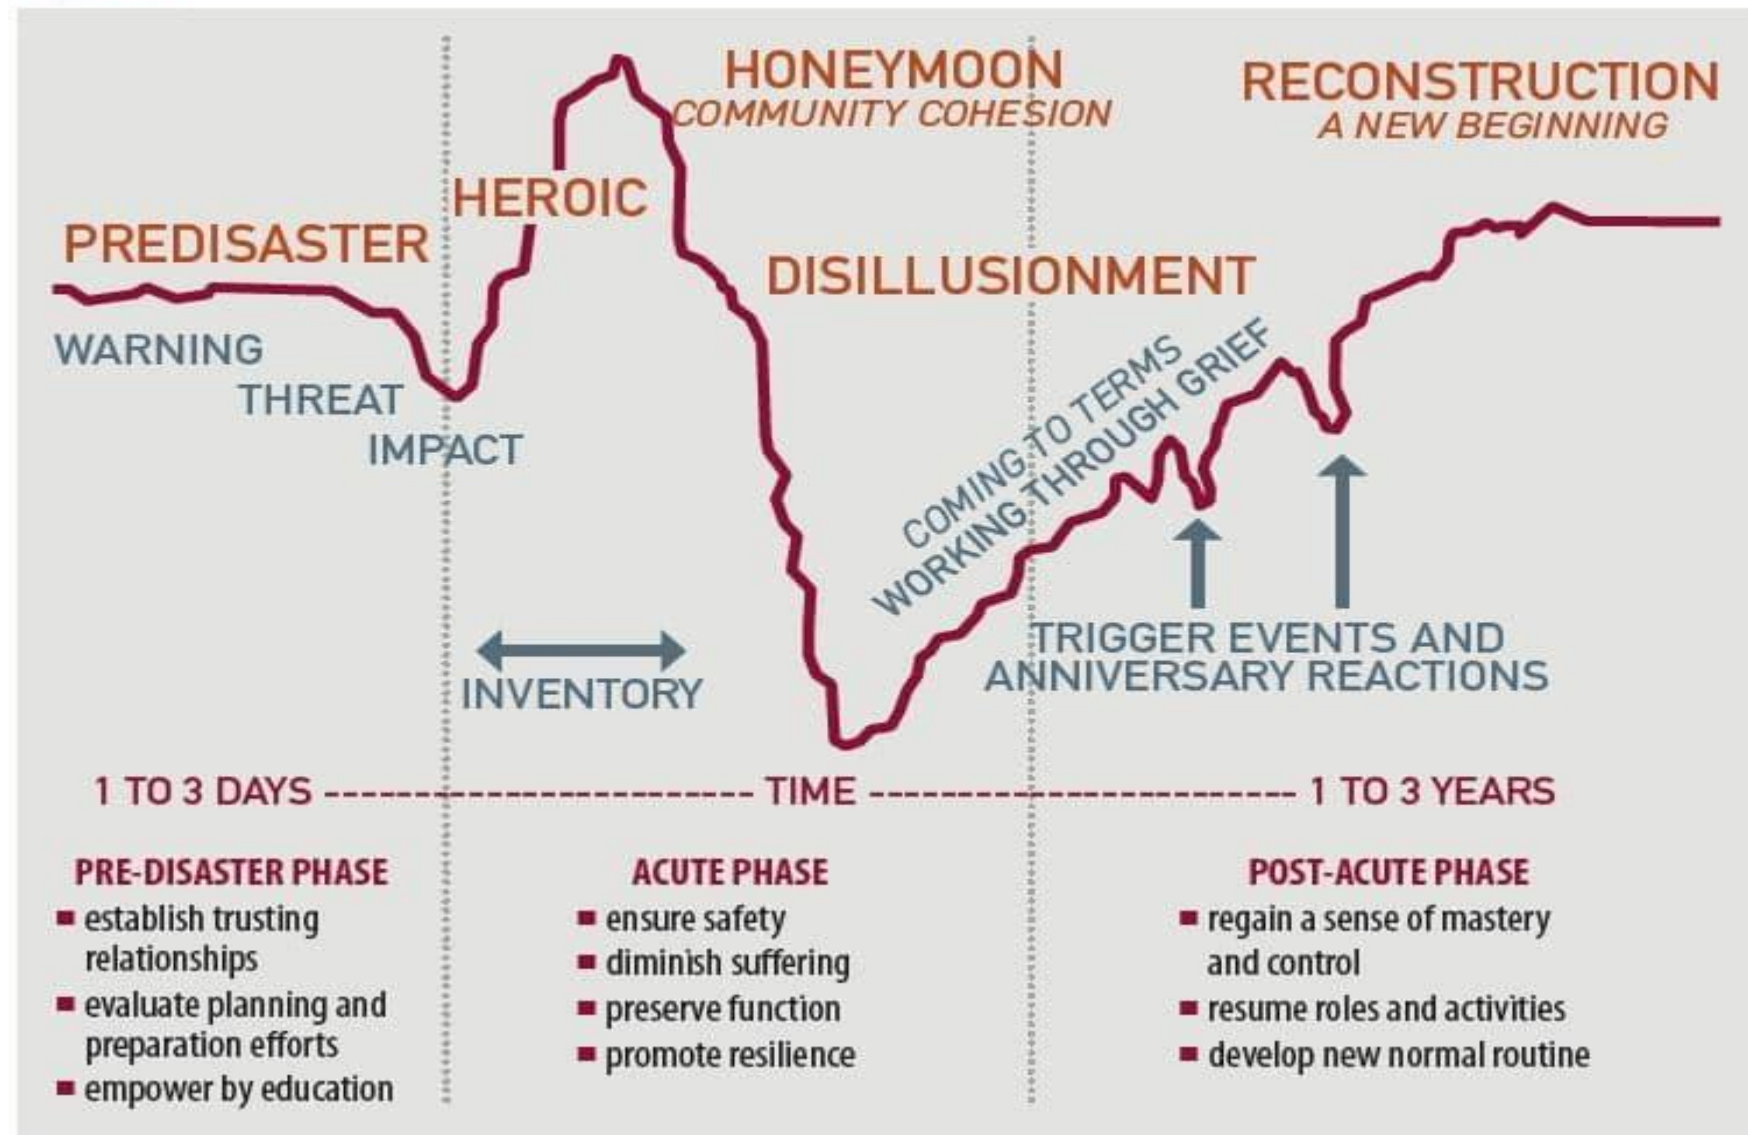 HONEYMOON
COMMUNITY COHESION
RECONSTRUCTION
A NEW BEGINNING
HEROIC
PREDISASTER
DISILLUSIONMENT
WARNING
THREAT
IMPACT
COMING TO TERMS
WORKING THROUGH GRIEF
INVENTORY
TRIGGER EVENTS AND
ANNIVERSARY REACTIONS
1 TO 3 DAYS ---------- TIME ---------- 1 TO 3 YEARS
PRE-DISASTER PHASE
establish trusting
relationships
evaluate planning and
preparation efforts
empower by education
ACUTE PHASE
ensure safety
diminish suffering
preserve function
promote resilience
POST-ACUTE PHASE
regain a sense of mastery
and control
resume roles and activities
develop new normal routine